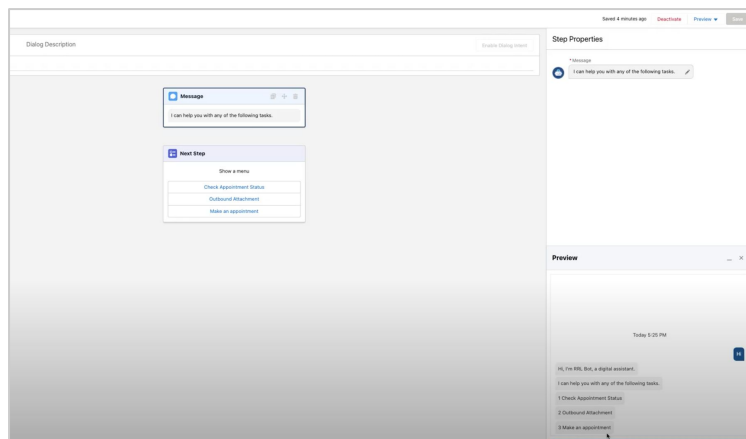 Saved 4 minutes ago Deactivate Preview Save
Dialog Description Enable Dialog Intent
Step Properties
*Message
I can help you with any of the following tasks.
Message
I can help you with any of the following tasks.
Next Step
Show a menu
Check Appointment Status
Outbound Attachment
Make an appointment
Preview
Today 5:25 PM
Hi
Hi, I'm RRL Bot, a digital assistant.
I can help you with any of the following tasks.
1 Check Appointment Status
2 Outbound Attachment
3 Make an appointment